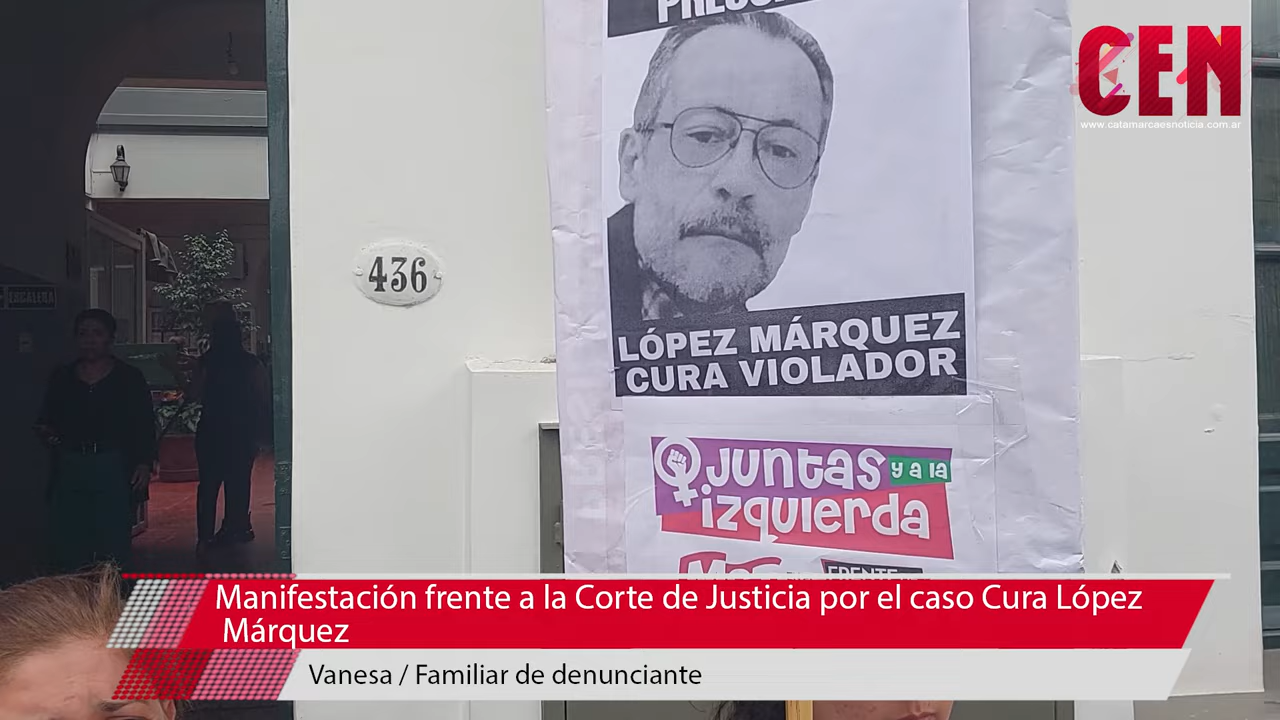 CEN
www.catamarcaesnoticia.com.ar
436
LÓPEZ MÁRQUEZ
CURA VIOLADOR
JUNTAS y a la
izquierda
FRENTE
Manifestación frente a la Corte de Justicia por el caso Cura López
Márquez
Vanesa / Familiar de denunciante